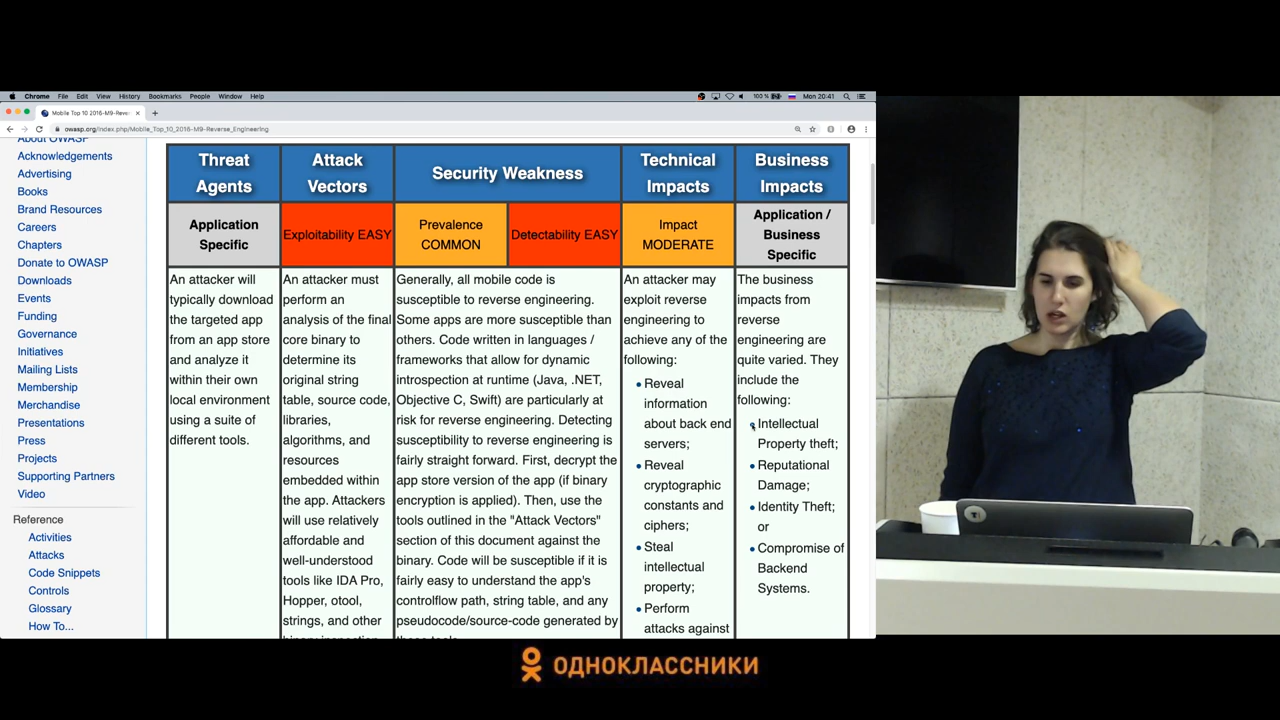 Chrome File Edit View History Bookmarks People Window Help
100 % Mon 20:41
Mobile Top 10 2016-M9-Rever
owasp.org/index.php/Mobile_Top_10_2016-M9-Reverse_Engineering
About OWASP
Acknowledgements
Advertising
Books
Brand Resources
Careers
Chapters
Donate to OWASP
Downloads
Events
Funding
Governance
Initiatives
Mailing Lists
Membership
Merchandise
Presentations
Press
Projects
Supporting Partners
Video
Reference
Activities
Attacks
Code Snippets
Controls
Glossary
How To...
Threat
Agents
Attack
Vectors
Security Weakness
Technical
Impacts
Business
Impacts
Application
Specific
Exploitability EASY
Prevalence
COMMON
Detectability EASY
Impact
MODERATE
Application /
Business
Specific
An attacker will
typically download
the targeted app
from an app store
and analyze it
within their own
local environment
using a suite of
different tools.
An attacker must
perform an
analysis of the final
core binary to
determine its
original string
table, source code,
libraries,
algorithms, and
resources
embedded within
the app. Attackers
will use relatively
affordable and
well-understood
tools like IDA Pro,
Hopper, otool,
strings, and other
binary inspection
Generally, all mobile code is
susceptible to reverse engineering.
Some apps are more susceptible than
others. Code written in languages /
frameworks that allow for dynamic
introspection at runtime (Java, .NET,
Objective C, Swift) are particularly at
risk for reverse engineering. Detecting
susceptibility to reverse engineering is
fairly straight forward. First, decrypt the
app store version of the app (if binary
encryption is applied). Then, use the
tools outlined in the "Attack Vectors"
section of this document against the
binary. Code will be susceptible if it is
fairly easy to understand the app's
controlflow path, string table, and any
pseudocode/source-code generated by
these tools.
An attacker may
exploit reverse
engineering to
achieve any of the
following:
• Reveal
information
about back end
servers;
• Reveal
cryptographic
constants and
ciphers;
• Steal
intellectual
property;
• Perform
attacks against
The business
impacts from
reverse
engineering are
quite varied. They
include the
following:
• Intellectual
Property theft;
• Reputational
Damage;
• Identity Theft;
or
• Compromise of
Backend
Systems.
ОДНОКЛАССНИКИ